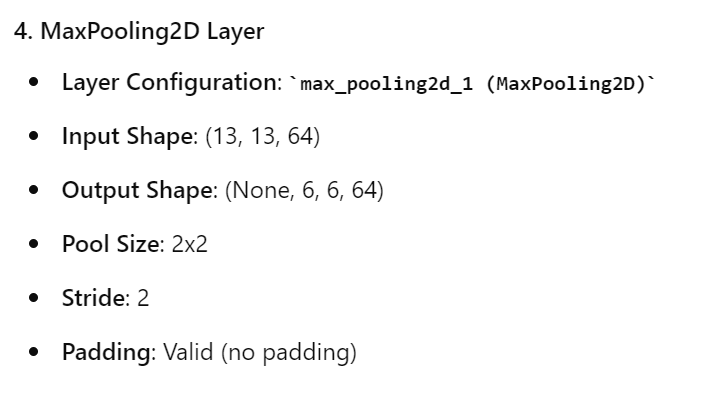 4. MaxPooling2D Layer
• Layer Configuration: `max_pooling2d_1 (MaxPooling2D)`
• Input Shape: (13, 13, 64)
• Output Shape: (None, 6, 6, 64)
• Pool Size: 2x2
• Stride: 2
• Padding: Valid (no padding)